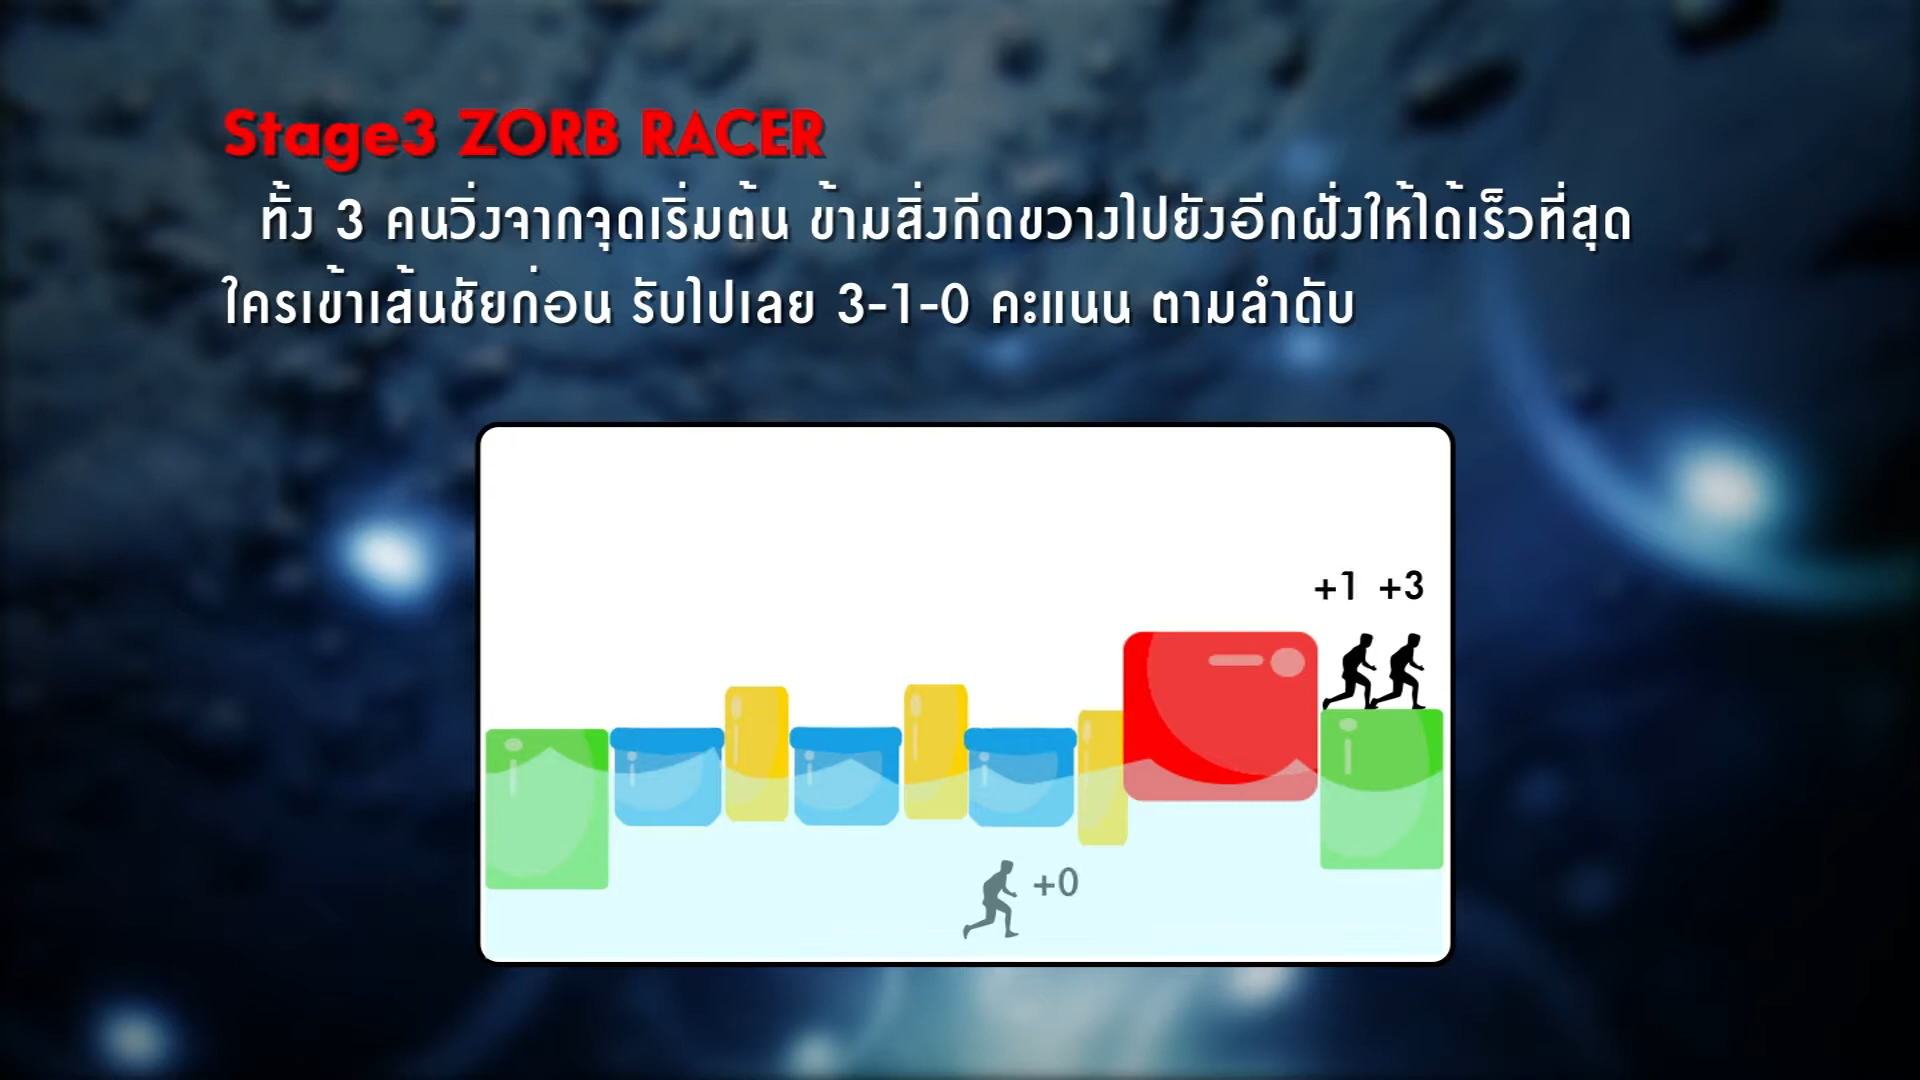 Stage3 ZORB RACER
ทั้ง 3 คนวิ่งจากจุดเริ่มต้น ข้ามสิ่งกีดขวางไปยังอีกฝั่งให้ได้เร็วที่สุด
ใครเข้าเส้นชัยก่อน รับไปเลย 3-1-0 คะแนน ตามลำดับ
+1 +3
+0